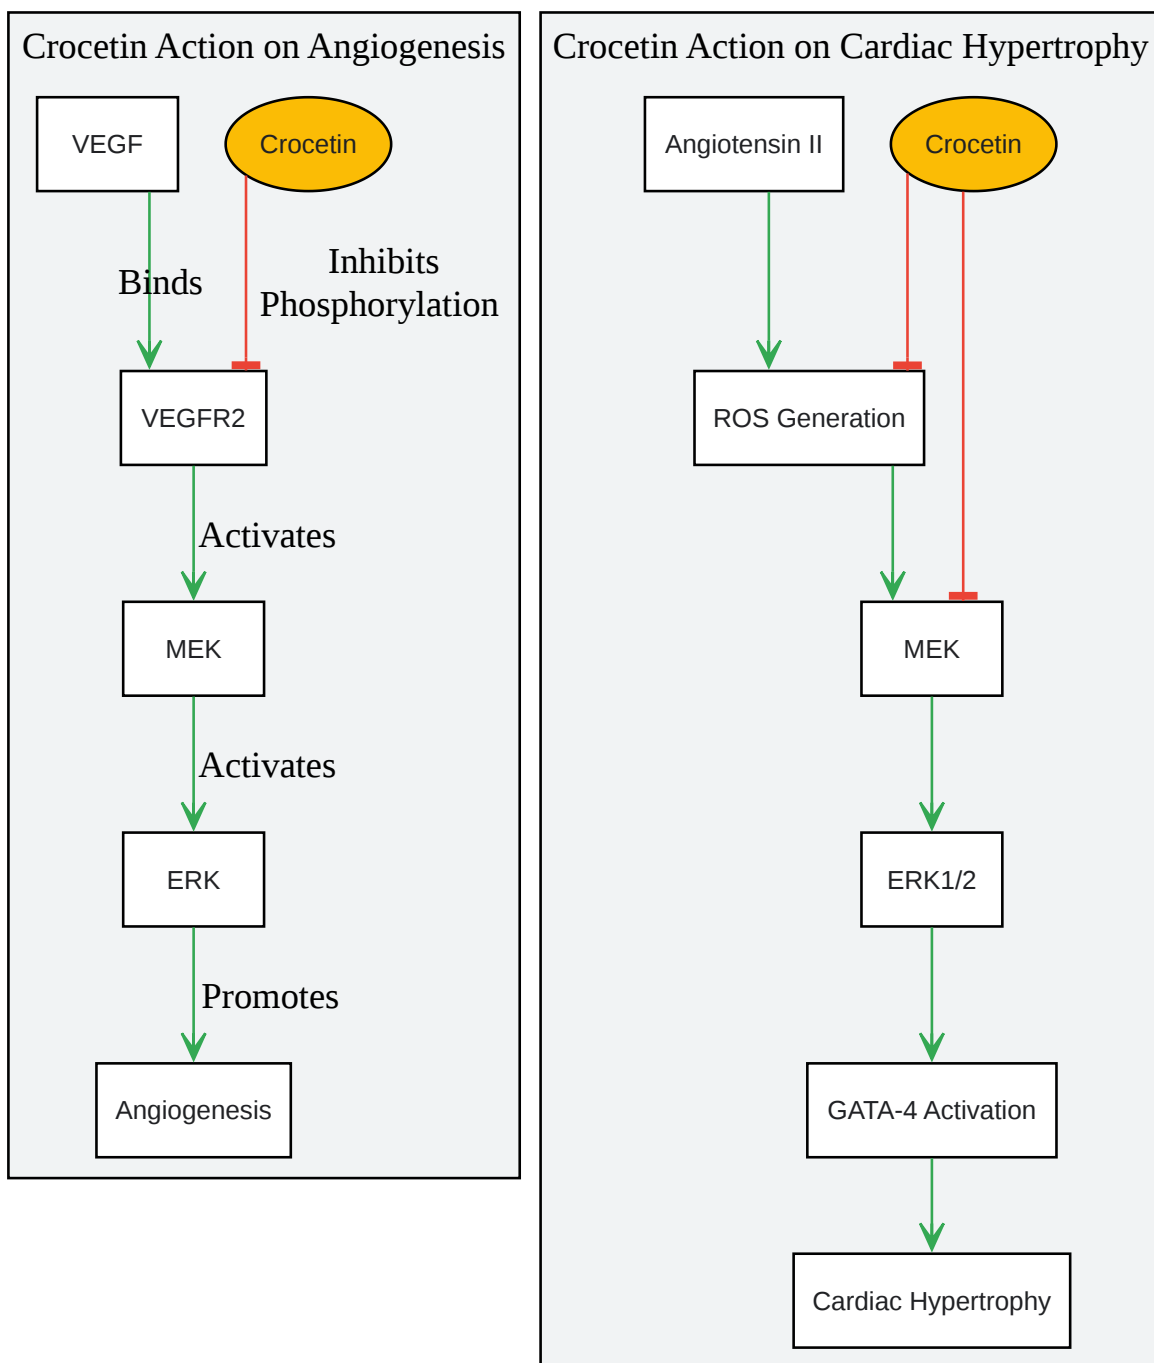 Crocetin Action on Angiogenesis
VEGF
Crocetin
Binds
Inhibits
Phosphorylation
VEGFR2
Activates
MEK
Activates
ERK
Promotes
Angiogenesis
Crocetin Action on Cardiac Hypertrophy
Angiotensin II
Crocetin
ROS Generation
MEK
ERK1/2
GATA-4 Activation
Cardiac Hypertrophy